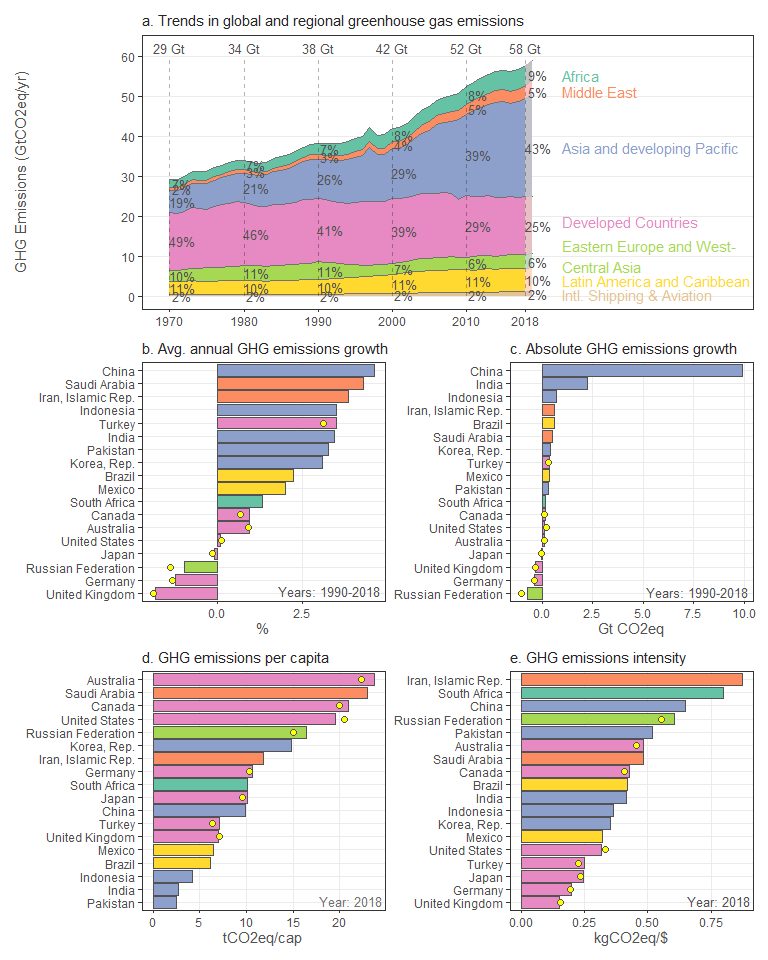 a. Trends in global and regional greenhouse gas emissions
GHG Emissions (GtCO2eq/yr)
29 Gt 34 Gt 38 Gt 42 Gt 52 Gt 58 Gt
60
50
40
30
20
10
0
7% 7% 7% 8% 8% 9% Africa
2% 3% 3% 4% 5% 5% Middle East
19% 21% 26% 29% 39% 43% Asia and developing Pacific
49% 46% 41% 39% 29% 25% Developed Countries
10% 11% 11% 7% 6% 6% Eastern Europe and West-
Central Asia
11% 10% 10% 11% 11% 10% Latin America and Caribbean
2% 2% 2% 2% 2% 2% Intl. Shipping & Aviation
1970 1980 1990 2000 2010 2018
b. Avg. annual GHG emissions growth
China
Saudi Arabia
Iran, Islamic Rep.
Indonesia
Turkey
India
Pakistan
Korea, Rep.
Brazil
Mexico
South Africa
Canada
Australia
United States
Japan
Russian Federation
Germany
United Kingdom
Years: 1990-2018
0.0 2.5
%
c. Absolute GHG emissions growth
China
India
Indonesia
Iran, Islamic Rep.
Brazil
Saudi Arabia
Korea, Rep.
Turkey
Mexico
Pakistan
South Africa
Canada
United States
Australia
Japan
United Kingdom
Germany
Russian Federation
Years: 1990-2018
0.0 2.5 5.0 7.5 10.0
Gt CO2eq
d. GHG emissions per capita
Australia
Saudi Arabia
Canada
United States
Russian Federation
Korea, Rep.
Iran, Islamic Rep.
Germany
South Africa
Japan
China
Turkey
United Kingdom
Mexico
Brazil
Indonesia
India
Pakistan
Year: 2018
0 5 10 15 20
tCO2eq/cap
e. GHG emissions intensity
Iran, Islamic Rep.
South Africa
China
Russian Federation
Pakistan
Australia
Saudi Arabia
Canada
Brazil
India
Indonesia
Korea, Rep.
Mexico
United States
Turkey
Japan
Germany
United Kingdom
Year: 2018
0.00 0.25 0.50 0.75
kgCO2eq/$